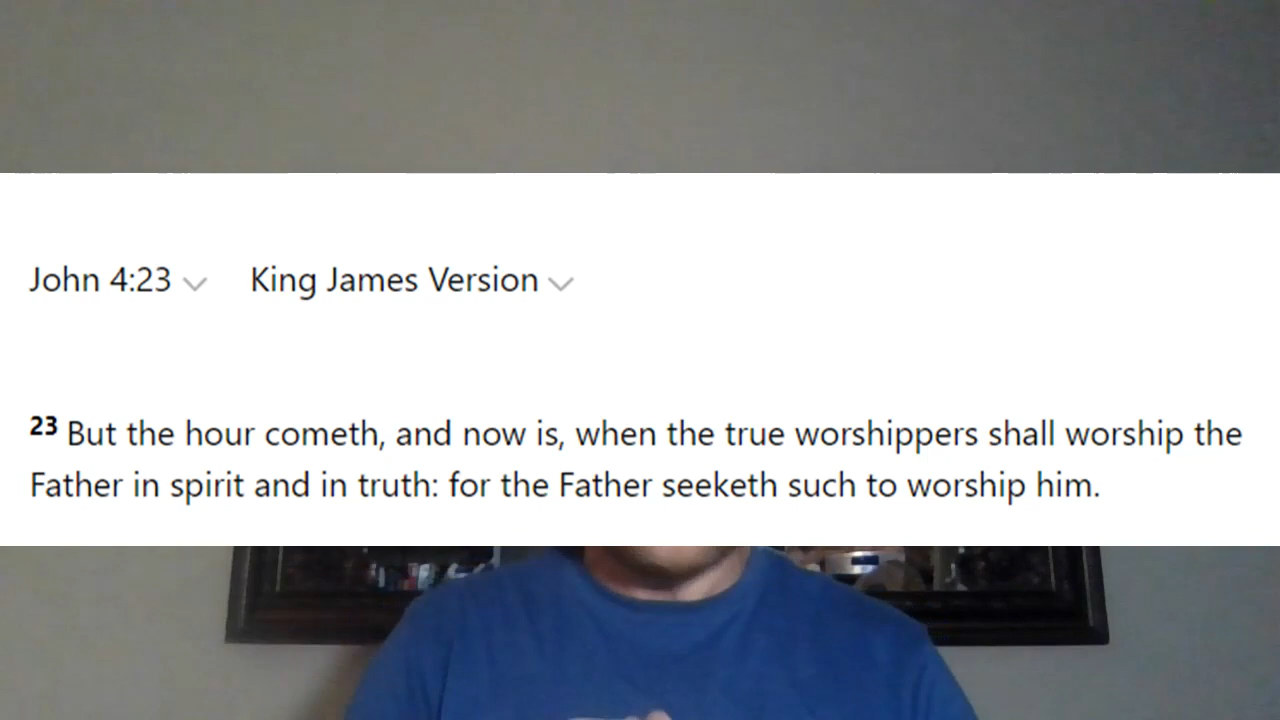 John 4:23 King James Version
23 But the hour cometh, and now is, when the true worshippers shall worship the
Father in spirit and in truth: for the Father seeketh such to worship him.